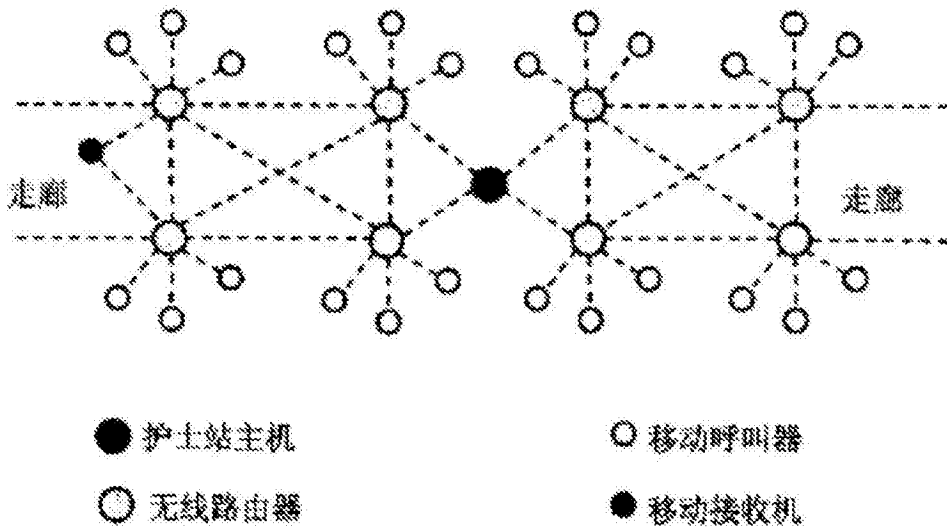 走廊
走廊
护士站主机
移动呼叫器
无线路由器
移动接收机